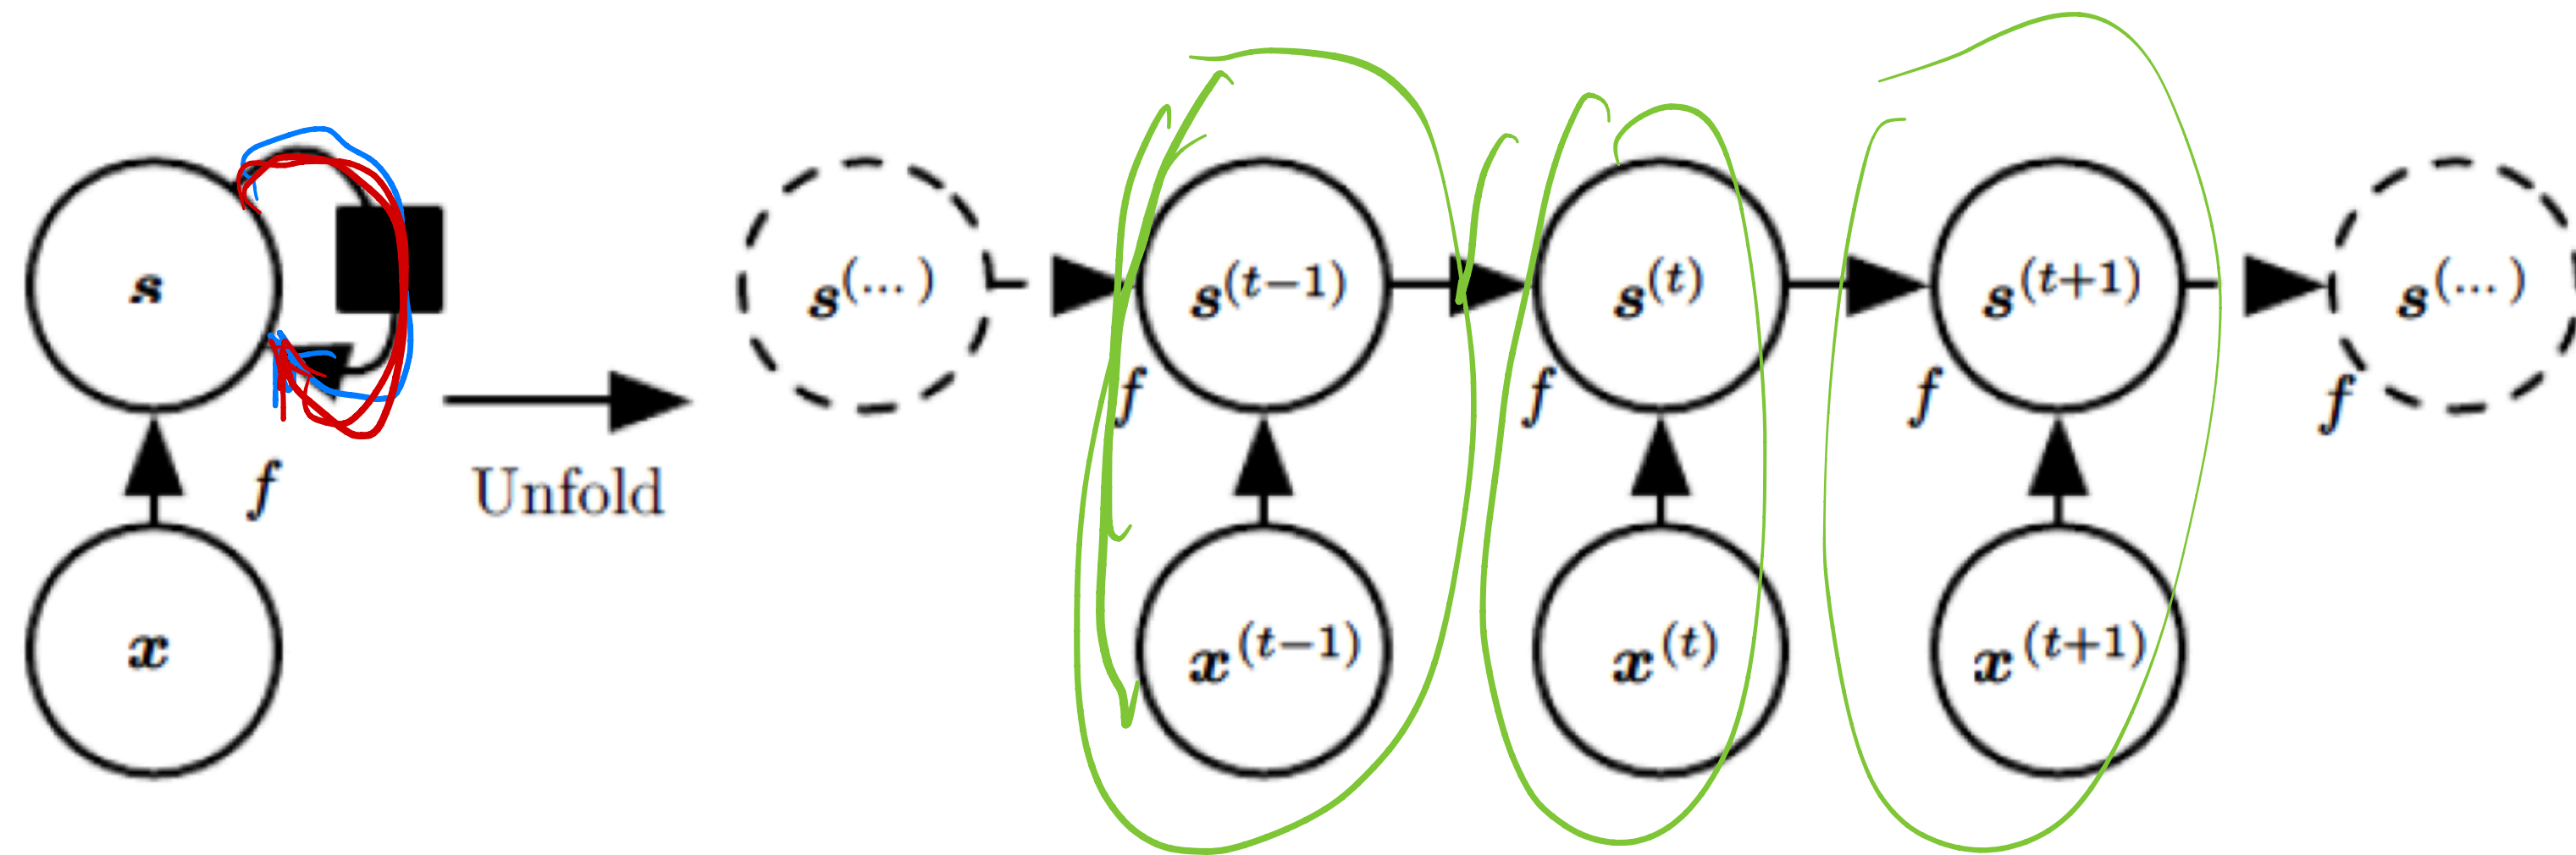 s^(...) s^(t−1) s^(t) s^(t+1) s^(...)
s
f f f f
f
Unfold
x x^(t−1) x^(t) x^(t+1)